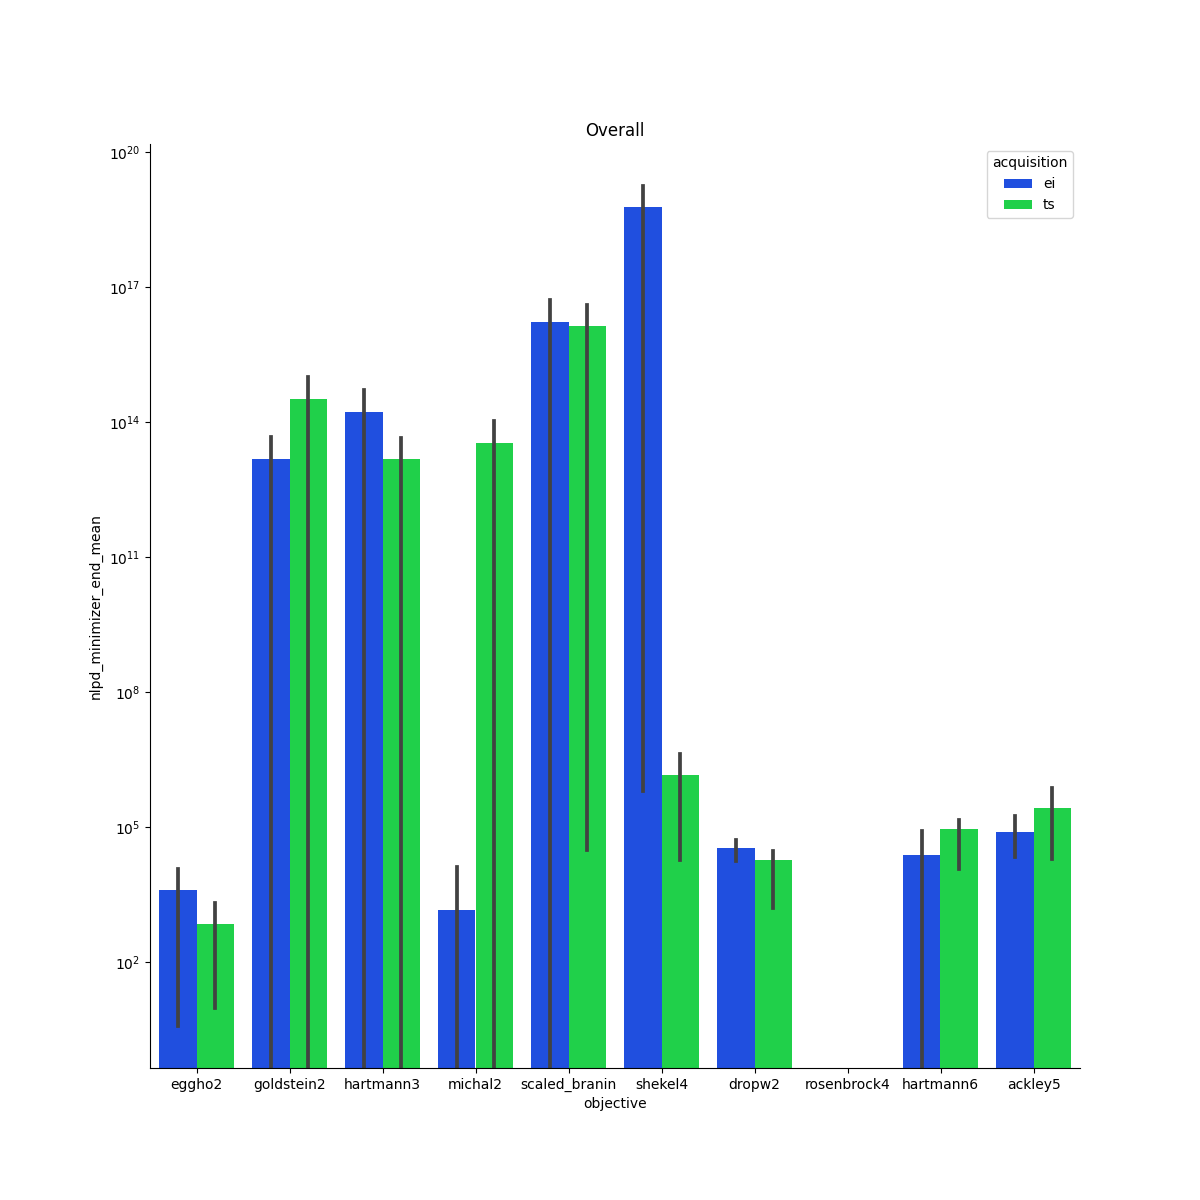 Overall
acquisition
ei
ts
10^20
10^17
10^14
10^11
10^8
10^5
10^2
nlpd_minimizer_end_mean
eggho2 goldstein2 hartmann3 michal2 scaled_branin shekel4 dropw2 rosenbrock4 hartmann6 ackley5
objective